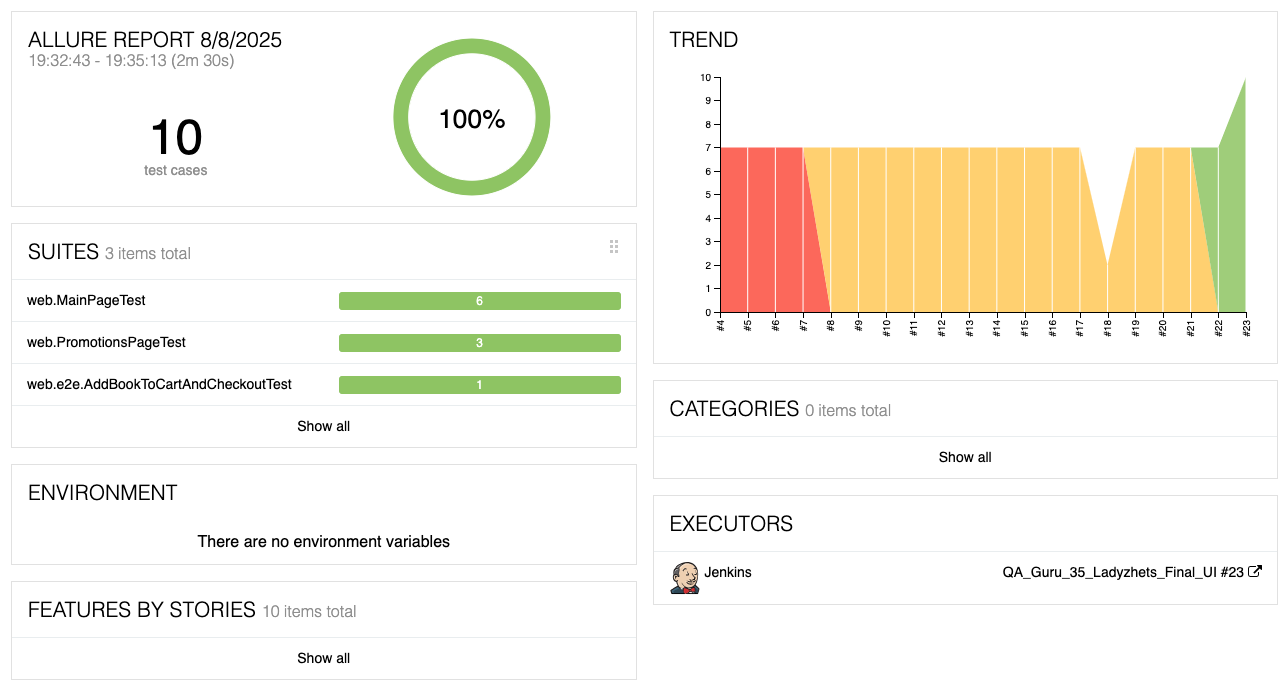 ALLURE REPORT 8/8/2025
19:32:43 - 19:35:13 (2m 30s)
10
test cases
100%
SUITES 3 items total
web.MainPageTest 6
web.PromotionsPageTest 3
web.e2e.AddBookToCartAndCheckoutTest 1
Show all
ENVIRONMENT
There are no environment variables
FEATURES BY STORIES 10 items total
Show all
TREND
10
9
8
7
6
5
4
3
2
1
0
#4 #5 #6 #7 #8 #9 #10 #11 #12 #13 #14 #15 #16 #17 #18 #19 #20 #21 #22 #23
CATEGORIES 0 items total
Show all
EXECUTORS
Jenkins QA_Guru_35_Ladyzhets_Final_UI #23